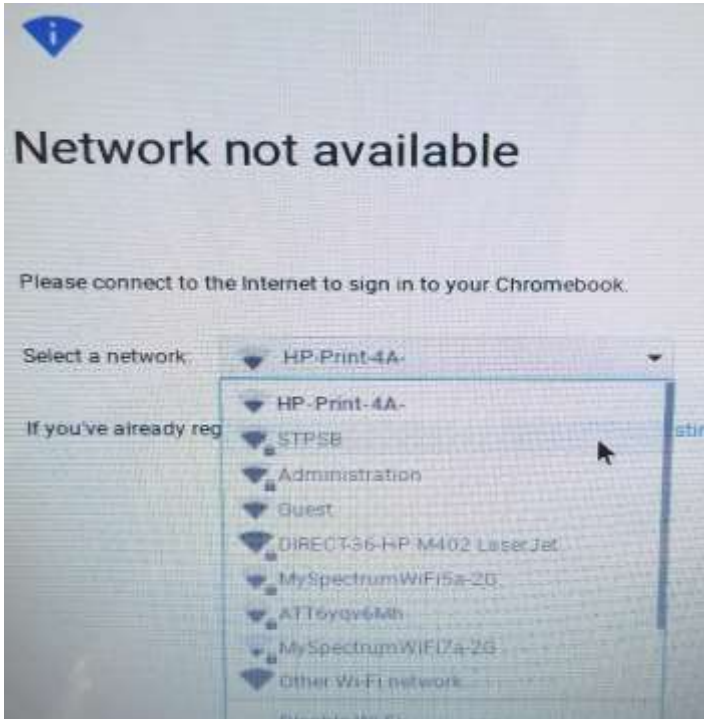 Network not available
Please connect to the Internet to sign in to your Chromebook.
Select a network: HP-Print-4A-
HP-Print-4A-
If you've already reg
STPSB
Administration
Guest
DIRECT-36-HP M402 LaserJet
MySpectrumWiFi5a-2G
MySpectrumWiFi7a-2G
Other Wi-Fi network...